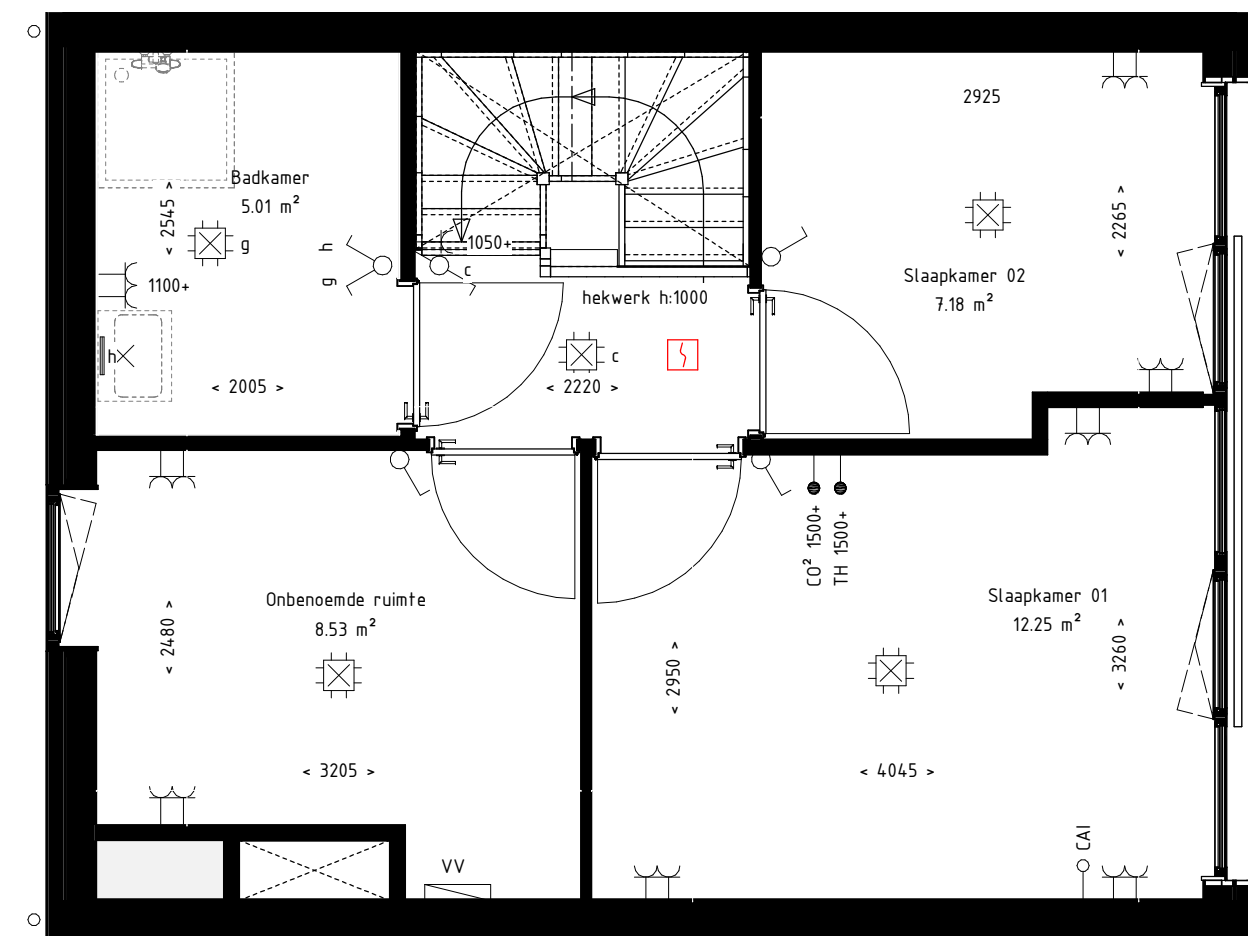 2925
Badkamer
5.01 m²
< 2545 >
g
h
g
1050+
c
< 2265 >
Slaapkamer 02
7.18 m²
1100+
hekwerk h:1000
h
c
< 2005 >
< 2220 >
CO² 1500+
TH 1500+
Onbenoemde ruimte
8.53 m²
< 2480 >
Slaapkamer 01
12.25 m²
< 2950 >
< 3260 >
< 3205 >
< 4045 >
CAI
VV